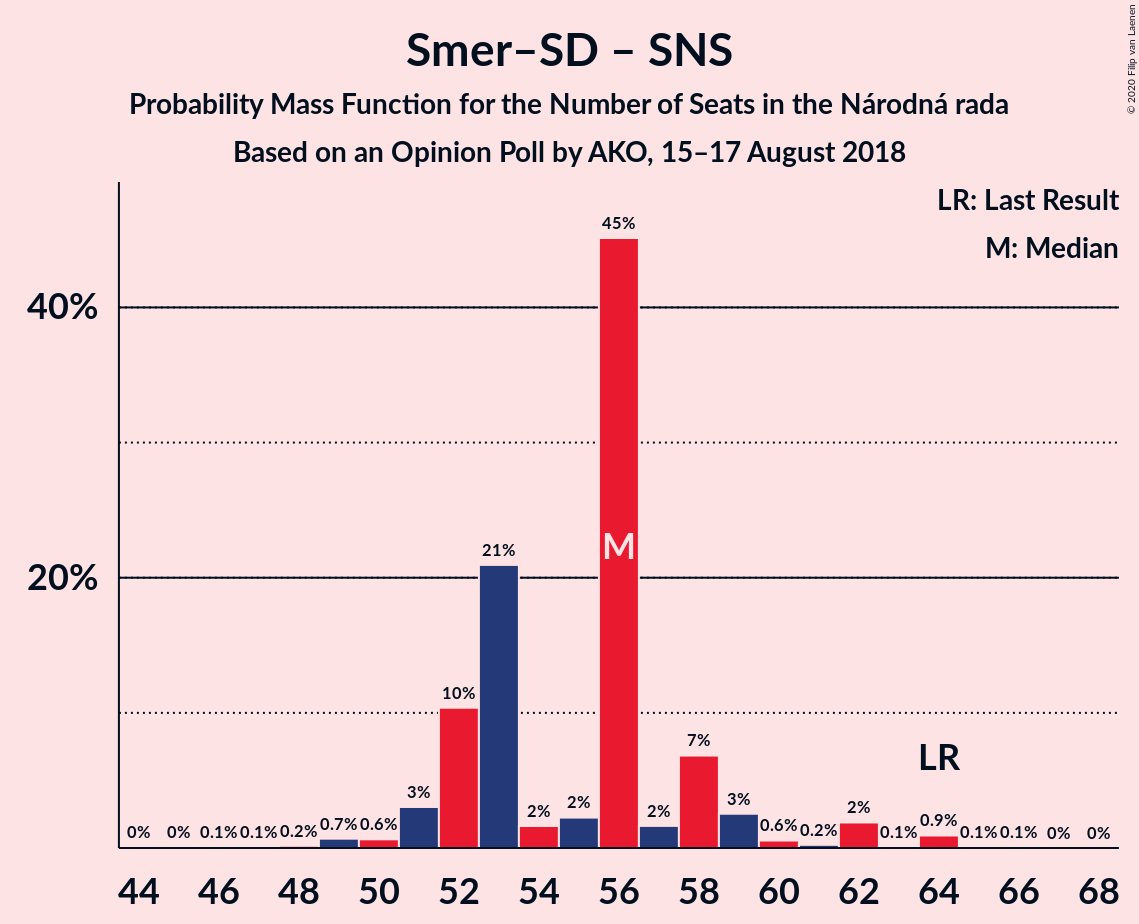 Smer–SD – SNS
Probability Mass Function for the Number of Seats in the Národná rada
Based on an Opinion Poll by AKO, 15–17 August 2018
© 2020 Filip van Laenen
LR: Last Result
M: Median
40%
20%
0% 0% 0.1% 0.1% 0.2% 0.7% 0.6% 3% 10% 21% 2% 2% 45% 2% 7% 3% 0.6% 0.2% 2% 0.1% 0.9% 0.1% 0.1% 0% 0%
M
LR
44 46 48 50 52 54 56 58 60 62 64 66 68